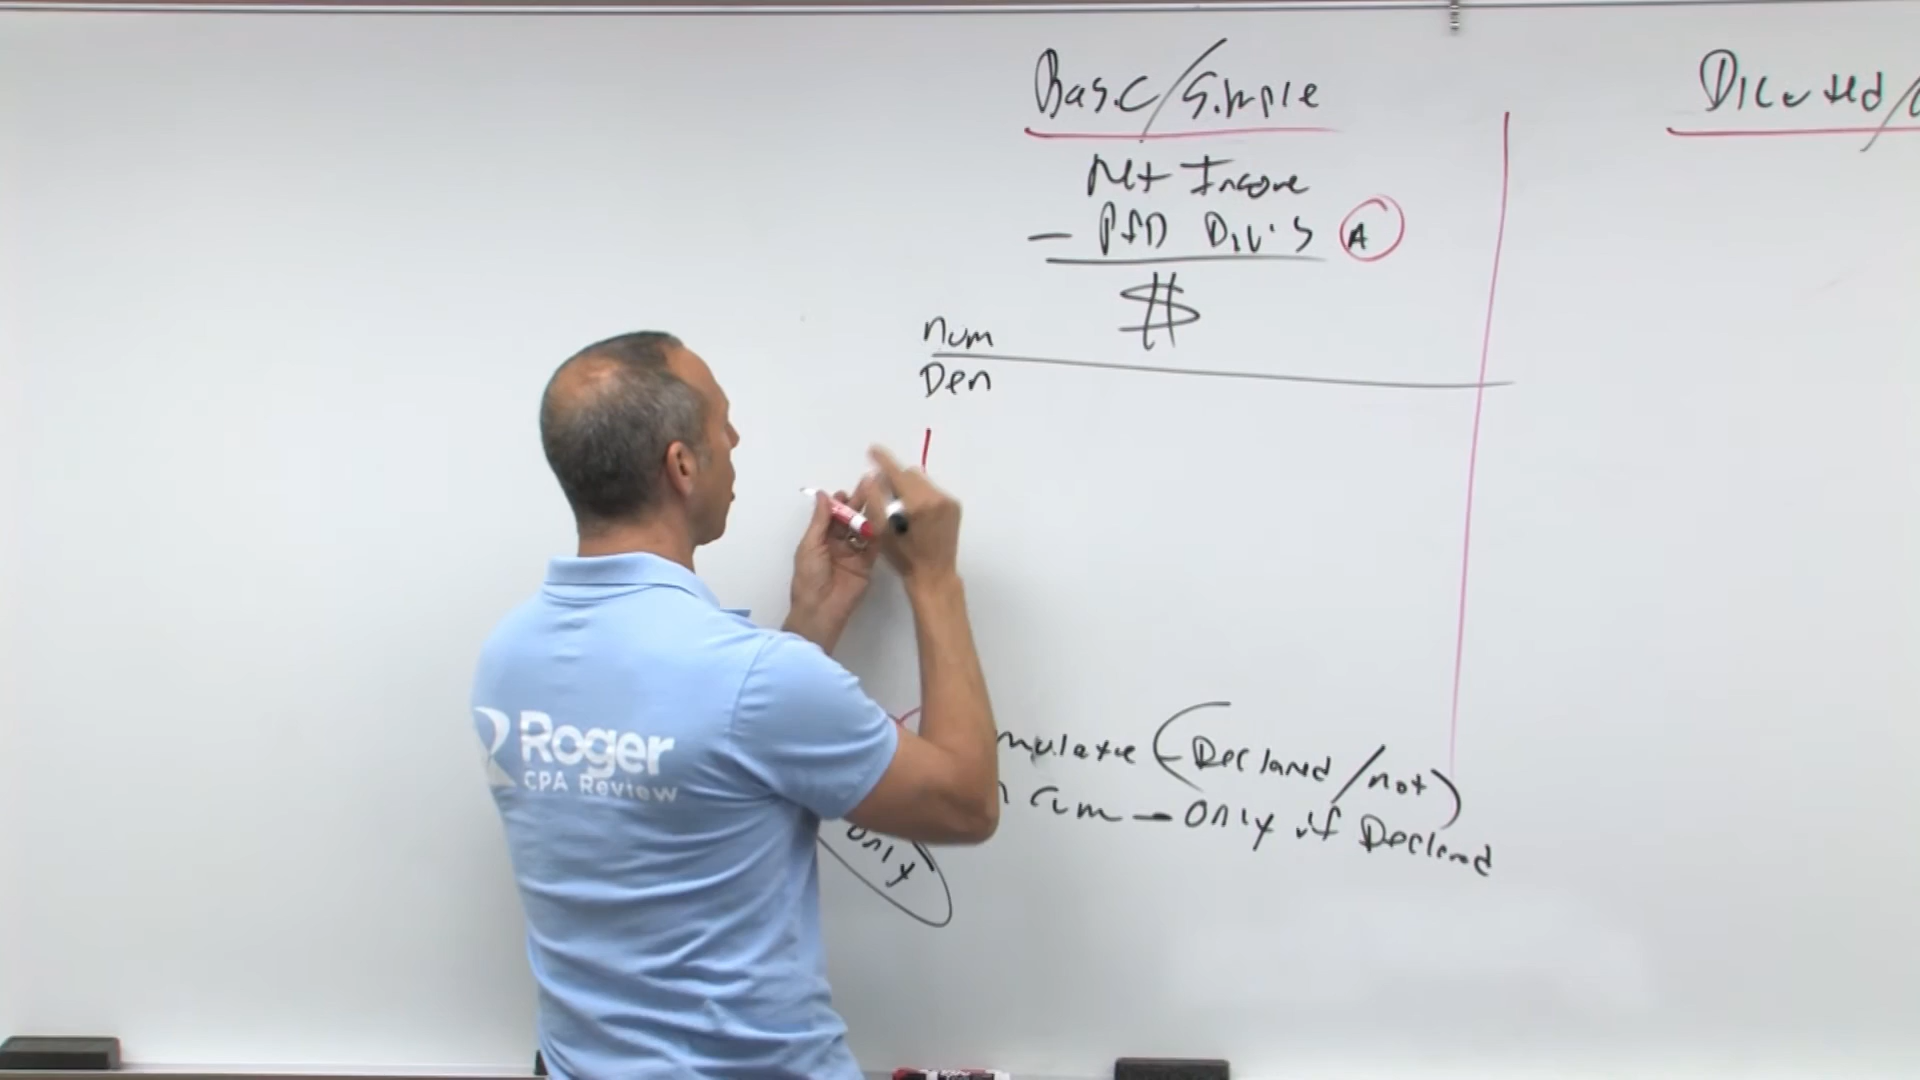 Basic/Simple
Diluted/
Net Income
- PfD Div's A
$
Num
Den
mulative (Declared/not)
Cum - Only if Declared
only
Roger
CPA Review